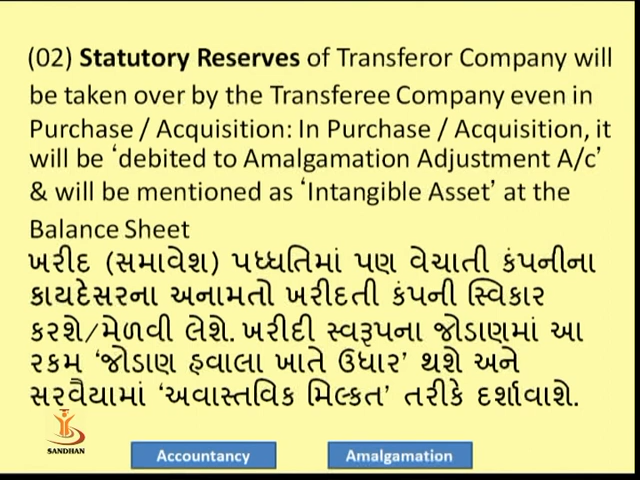 (02) Statutory Reserves of Transferor Company will
be taken over by the Transferee Company even in
Purchase / Acquisition: In Purchase / Acquisition, it
will be ‘debited to Amalgamation Adjustment A/c’
& will be mentioned as ‘Intangible Asset’ at the
Balance Sheet
ખરીદ (સમાવેશ) પધ્ધતિમાં પણ વેચાતી કંપનીના
કાયદેસરના અનામતો ખરીદતી કંપની સ્વિકાર
કરશે/મેળવી લેશે. ખરીદી સ્વરૂપના જોડાણમાં આ
રકમ ‘જોડાણ હવાલા ખાતે ઉધાર’ થશે અને
સરવૈયામાં ‘અવાસ્તવિક મિલ્કત’ તરીકે દર્શાવાશે.
SANDHAN
Accountancy
Amalgamation